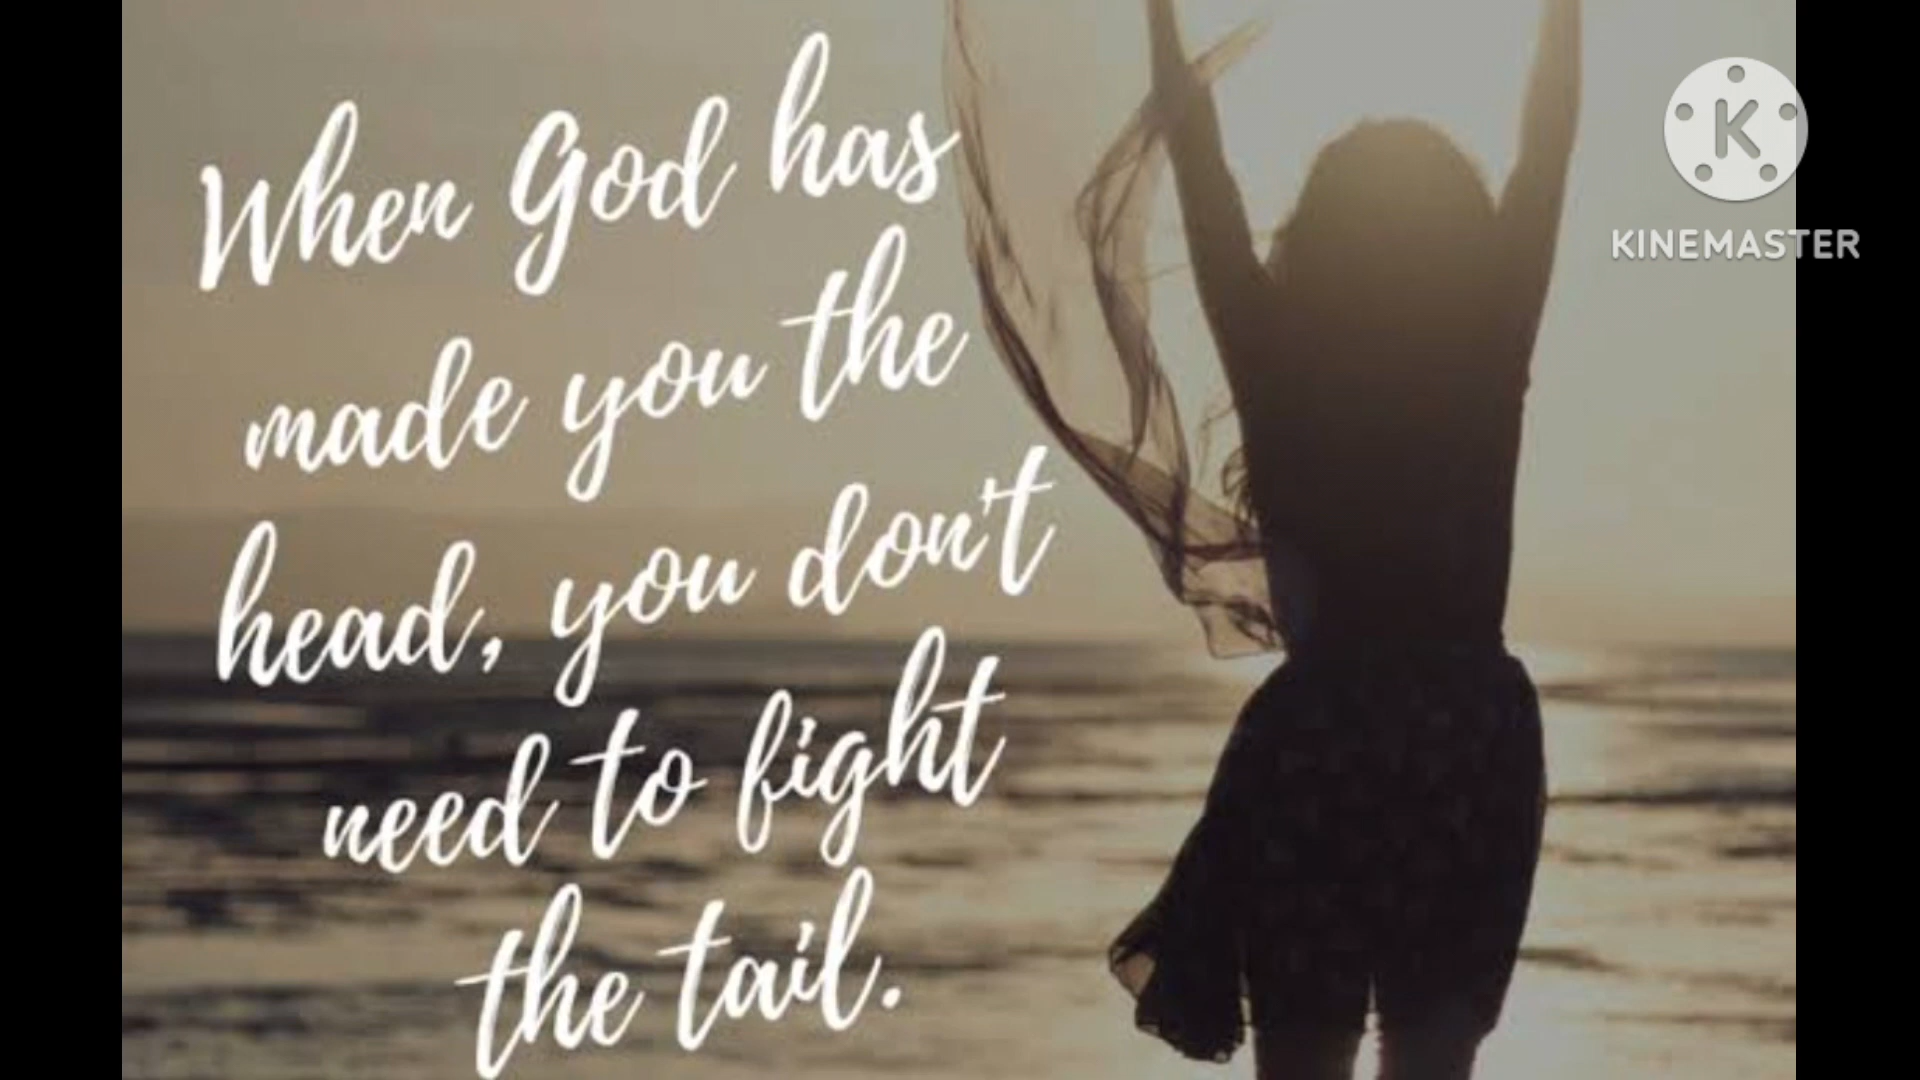 When God has
made you the
head, you don't
need to fight
the tail.
K
KINEMASTER